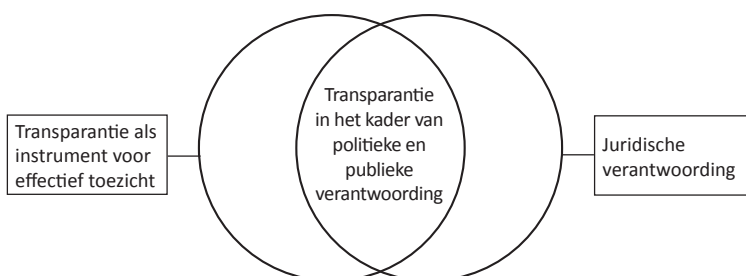 Transparantie als
instrument voor
effectief toezicht
Transparantie
in het kader van
politieke en
publieke
verantwoording
Juridische
verantwoording